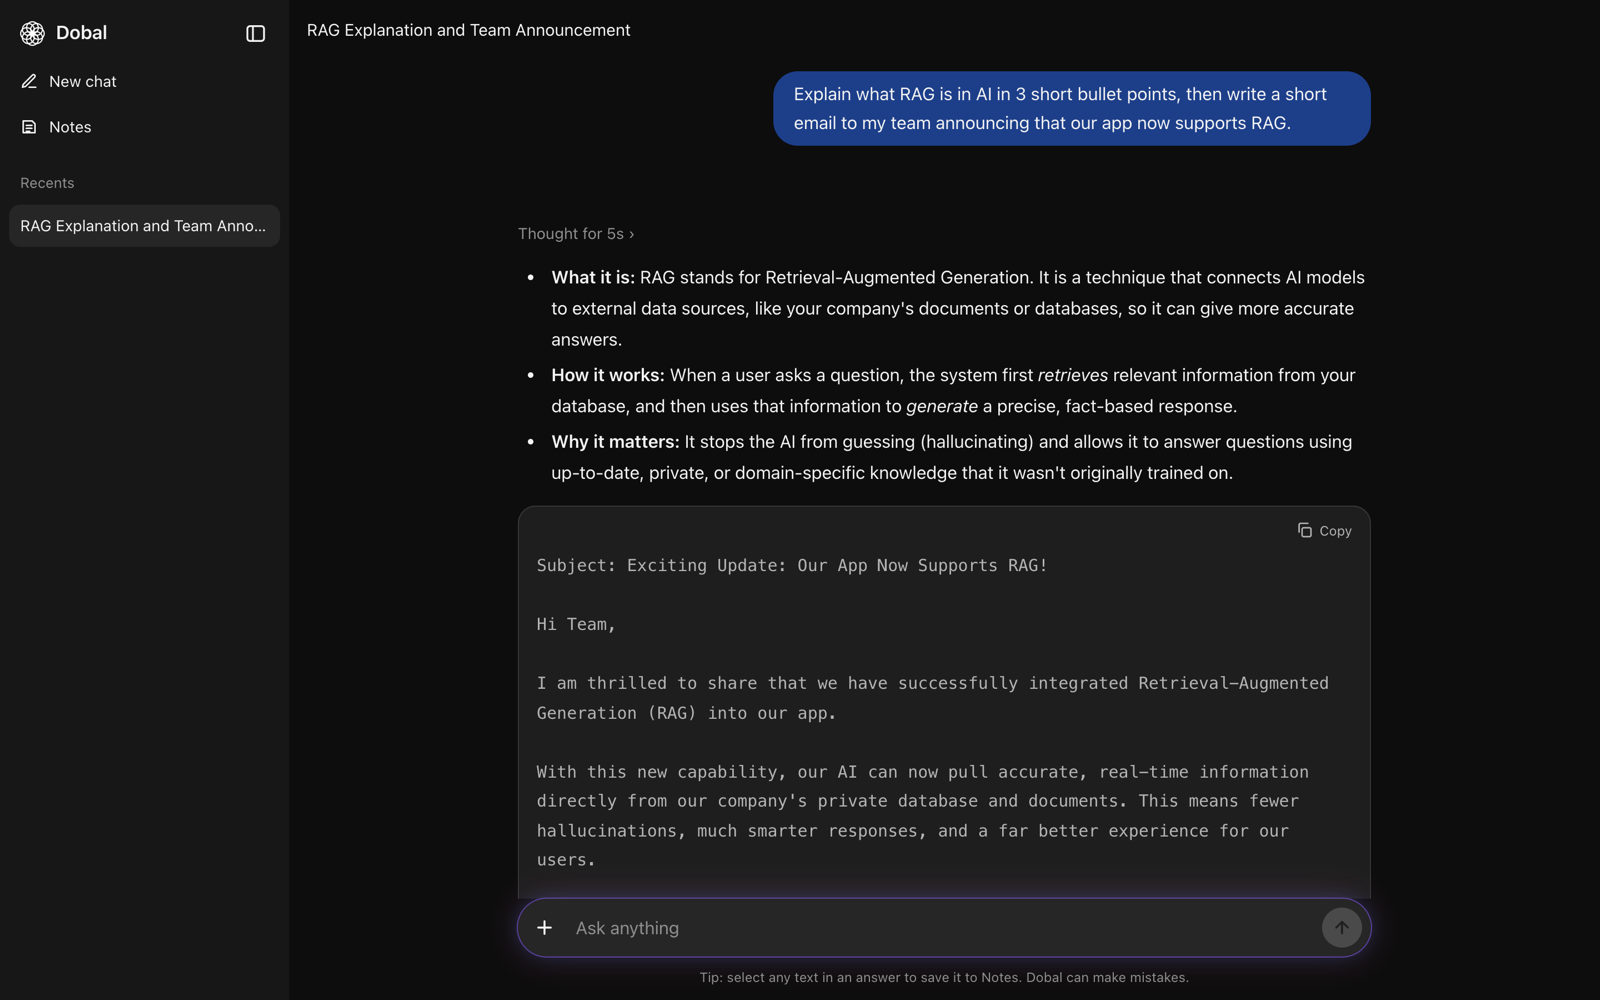 Dobal
New chat
Notes
Recents
RAG Explanation and Team Anno...
RAG Explanation and Team Announcement
Explain what RAG is in AI in 3 short bullet points, then write a short
email to my team announcing that our app now supports RAG.
Thought for 5s ›
• What it is: RAG stands for Retrieval-Augmented Generation. It is a technique that connects AI models
to external data sources, like your company's documents or databases, so it can give more accurate
answers.
• How it works: When a user asks a question, the system first retrieves relevant information from your
database, and then uses that information to generate a precise, fact-based response.
• Why it matters: It stops the AI from guessing (hallucinating) and allows it to answer questions using
up-to-date, private, or domain-specific knowledge that it wasn't originally trained on.
Copy
Subject: Exciting Update: Our App Now Supports RAG!
Hi Team,
I am thrilled to share that we have successfully integrated Retrieval-Augmented
Generation (RAG) into our app.
With this new capability, our AI can now pull accurate, real-time information
directly from our company's private database and documents. This means fewer
hallucinations, much smarter responses, and a far better experience for our
users.
Ask anything
Tip: select any text in an answer to save it to Notes. Dobal can make mistakes.